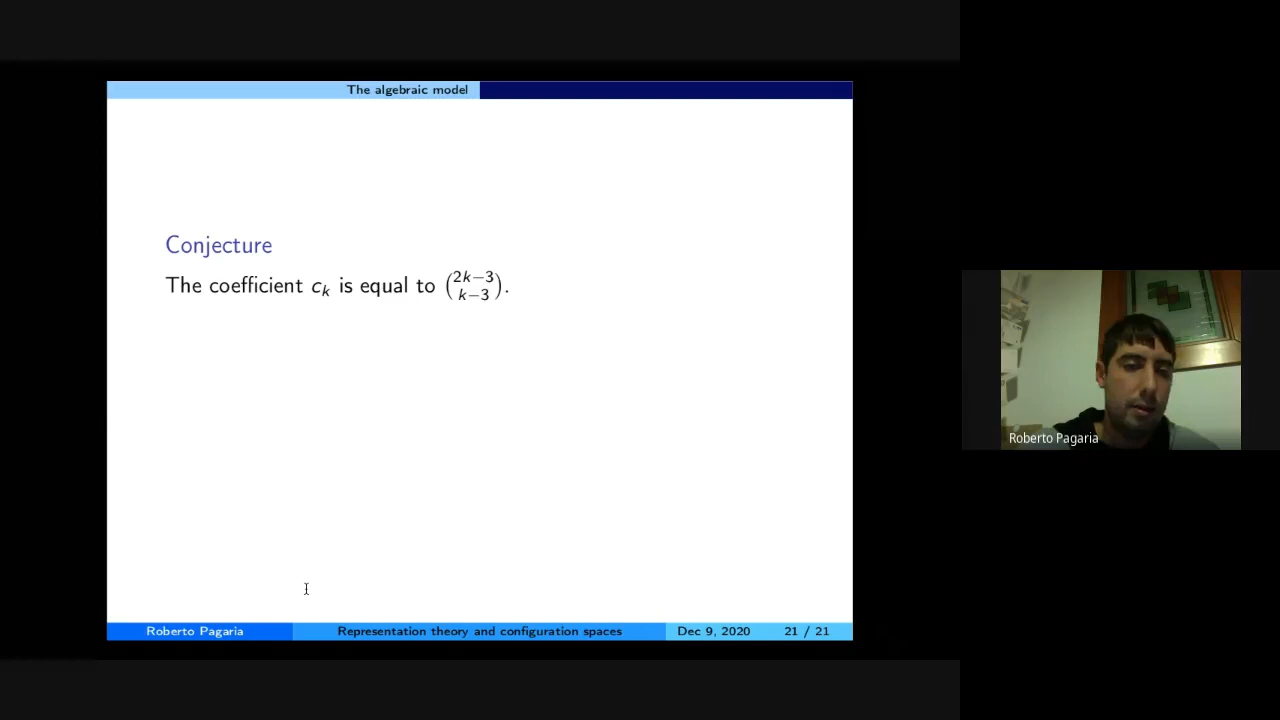 The algebraic model
Conjecture
The coefficient c_k is equal to \binom{2k−3}{k−3}.
Roberto Pagaria
Roberto Pagaria Representation theory and configuration spaces Dec 9, 2020 21 / 21